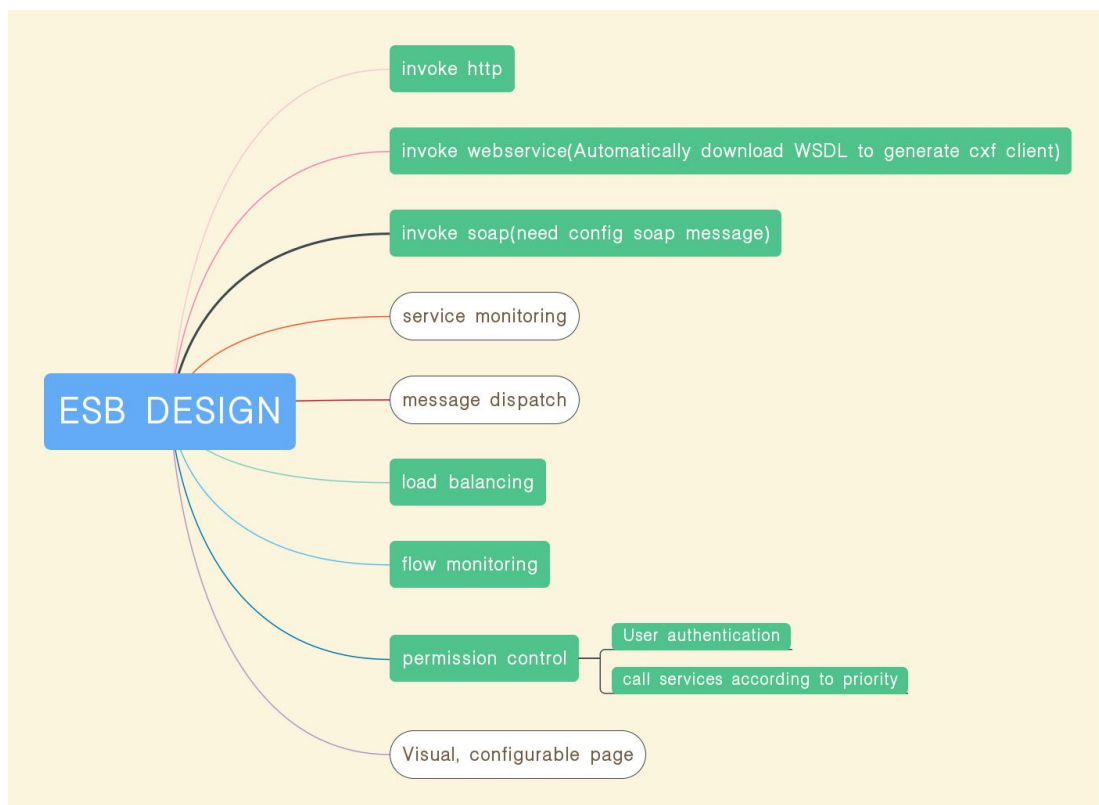 invoke http
invoke webservice(Automatically download WSDL to generate cxf client)
invoke soap(need config soap message)
service monitoring
ESB DESIGN
message dispatch
load balancing
flow monitoring
permission control
User authentication
call services according to priority
Visual, configurable page